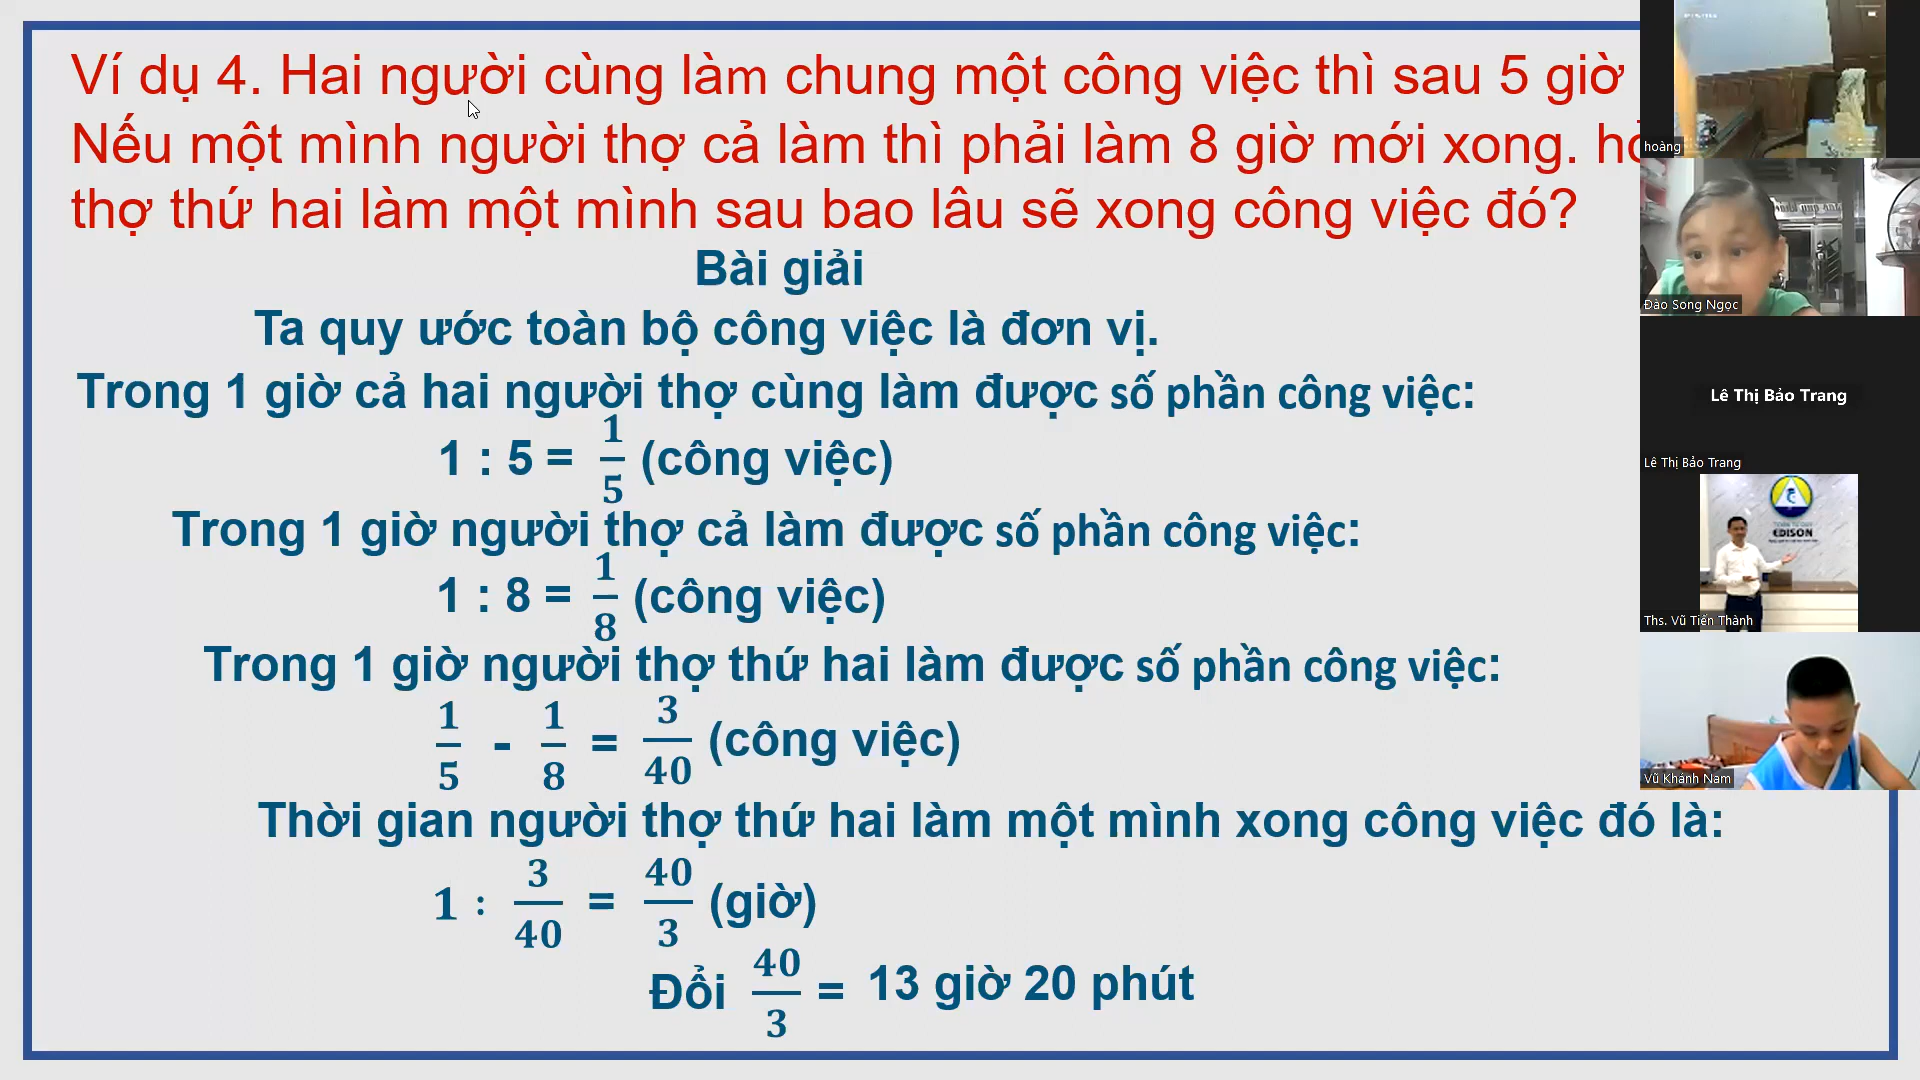 Ví dụ 4. Hai người cùng làm chung một công việc thì sau 5 giờ
Nếu một mình người thợ cả làm thì phải làm 8 giờ mới xong.
thợ thứ hai làm một mình sau bao lâu sẽ xong công việc đó?
Bài giải
Ta quy ước toàn bộ công việc là đơn vị.
Trong 1 giờ cả hai người thợ cùng làm được số phần công việc:
1 : 5 = 1/5 (công việc)
Trong 1 giờ người thợ cả làm được số phần công việc:
1 : 8 = 1/8 (công việc)
Trong 1 giờ người thợ thứ hai làm được số phần công việc:
1/5 - 1/8 = 3/40 (công việc)
Thời gian người thợ thứ hai làm một mình xong công việc đó là:
1 : 3/40 = 40/3 (giờ)
Đổi 40/3 = 13 giờ 20 phút
hoàng
Đào Song Ngọc
Lê Thị Bảo Trang
Lê Thị Bảo Trang
EDISON
Ths. Vũ Tiến Thành
Vũ Khánh Nam